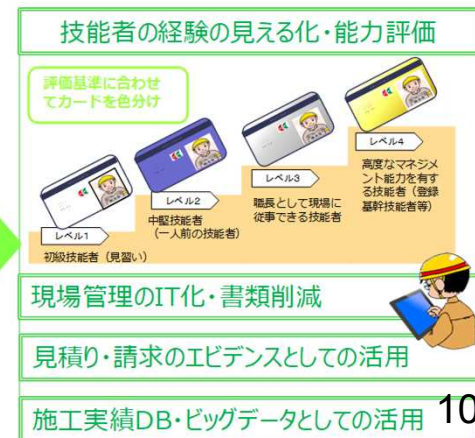 技能者の経験の見える化・能力評価
評価基準に合わせ
てカードを色分け
レベル4
高度なマネジメ
ント能力を有す
る技能者（登録
基幹技能者等）
レベル3
職長として現場に
従事できる技能者
レベル2
中堅技能者
（一人前の技能者）
レベル1
初級技能者（見習い）
現場管理のIT化・書類削減
見積り・請求のエビデンスとしての活用
施工実績DB・ビッグデータとしての活用
10